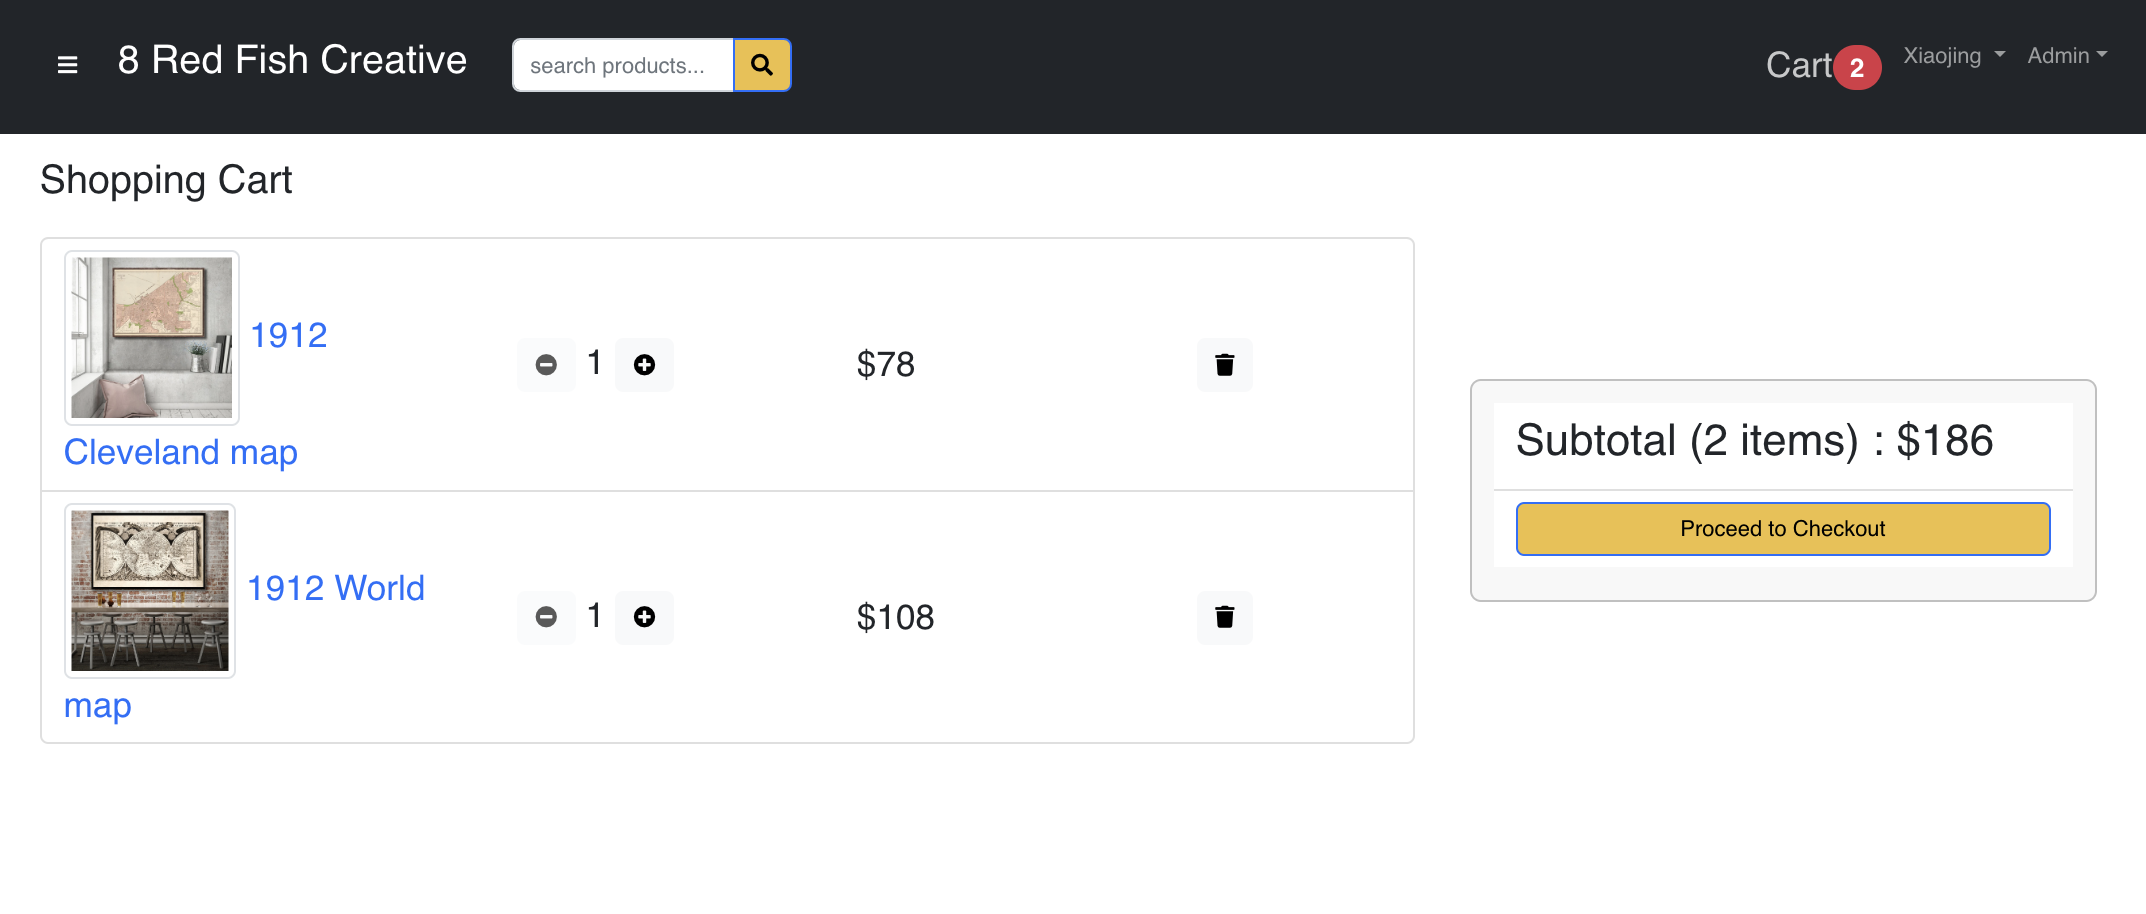 8 Red Fish Creative
search products...
Cart 2
Xiaojing
Admin
Shopping Cart
1912
Cleveland map
1
$78
1912 World
map
1
$108
Subtotal (2 items) : $186
Proceed to Checkout